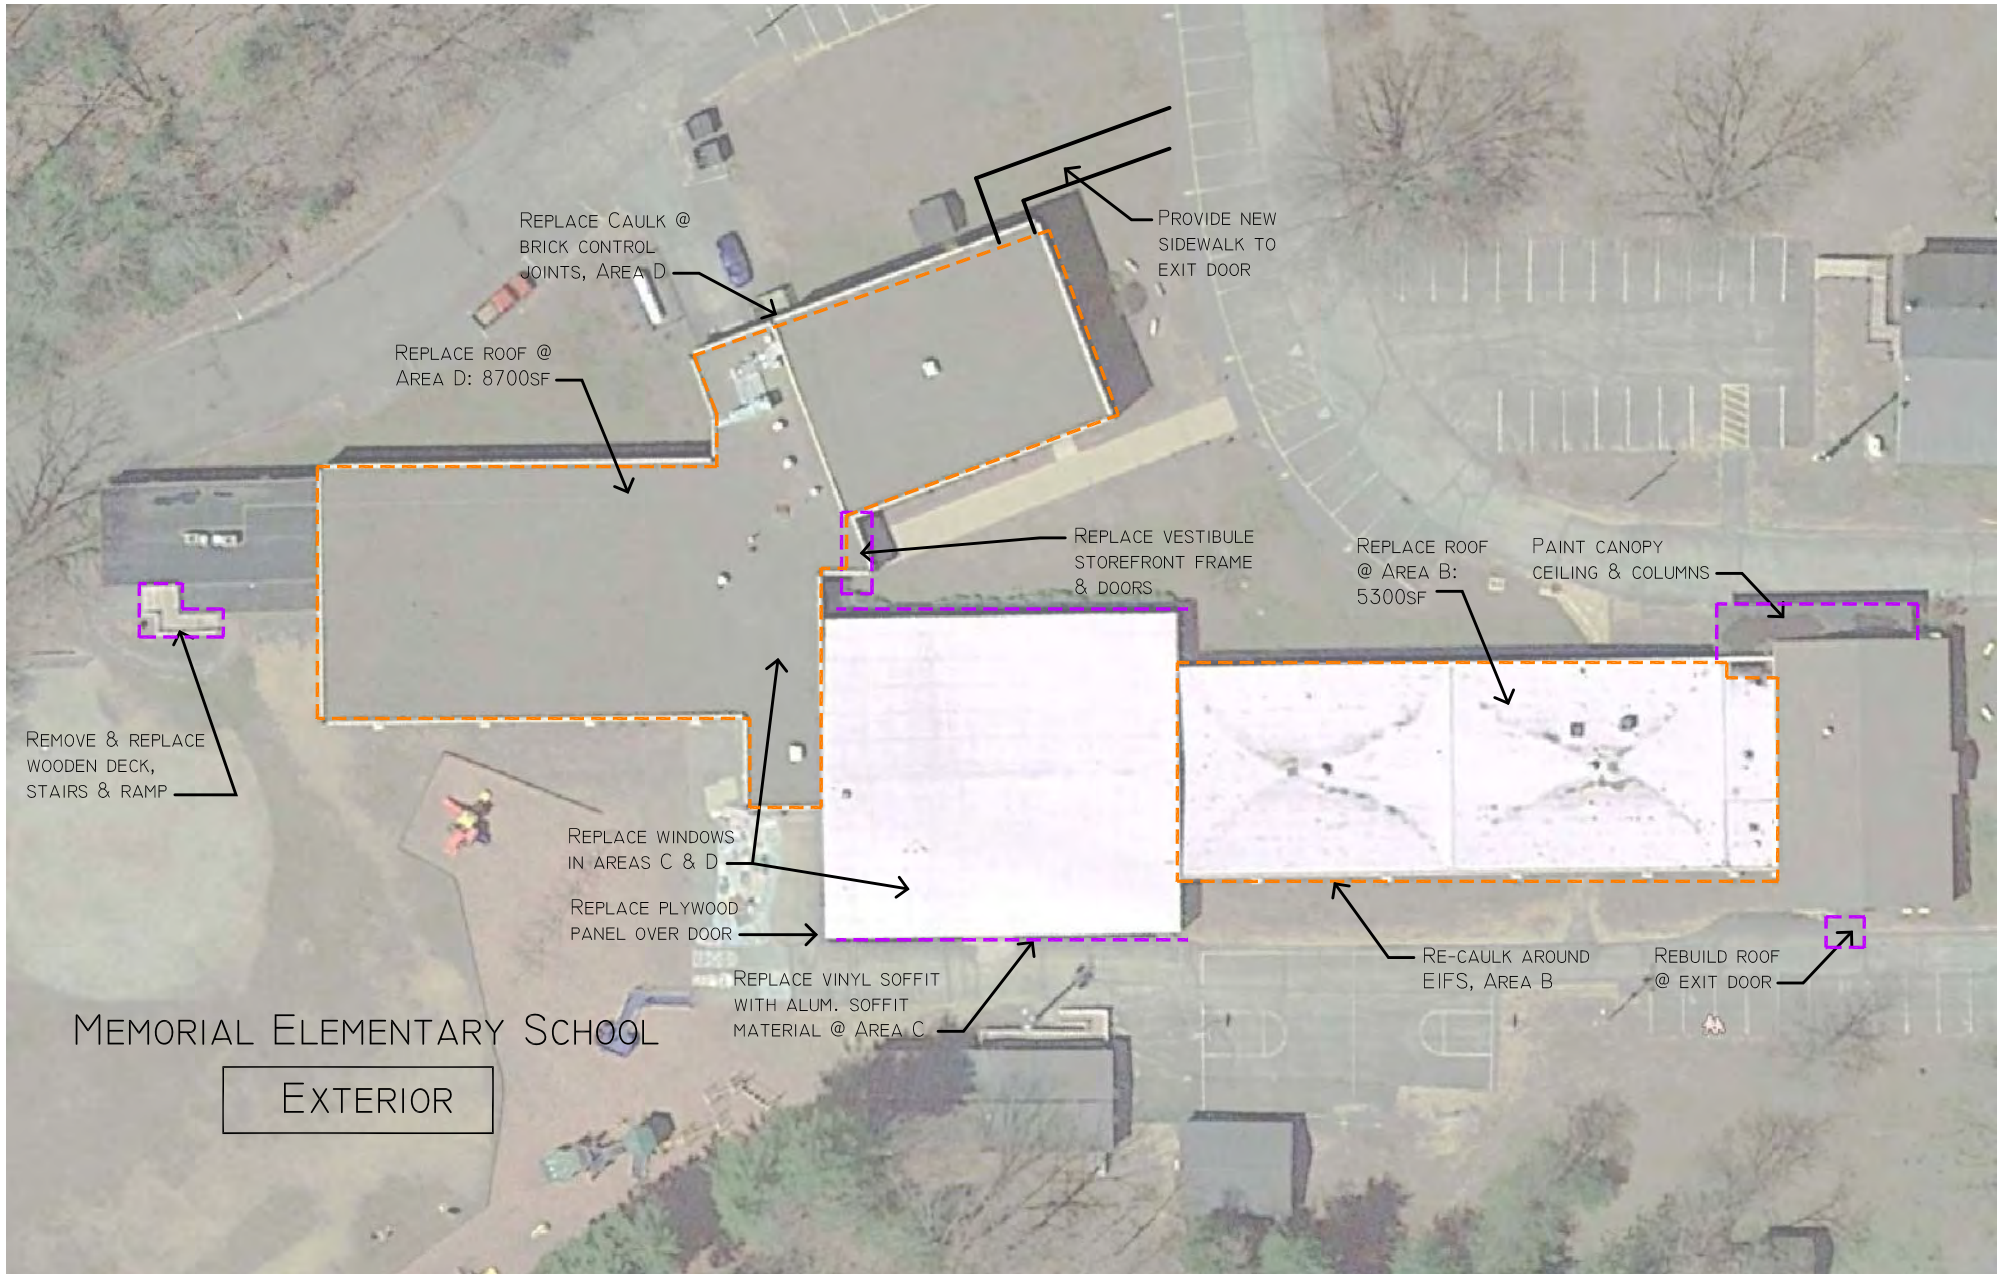 REPLACE CAULK @
BRICK CONTROL
JOINTS, AREA D
PROVIDE NEW
SIDEWALK TO
EXIT DOOR
REPLACE ROOF @
AREA D: 8700SF
REPLACE VESTIBULE
STOREFRONT FRAME
& DOORS
REPLACE ROOF
@ AREA B:
5300SF
PAINT CANOPY
CEILING & COLUMNS
REMOVE & REPLACE
WOODEN DECK,
STAIRS & RAMP
REPLACE WINDOWS
IN AREAS C & D
REPLACE PLYWOOD
PANEL OVER DOOR
REPLACE VINYL SOFFIT
WITH ALUM. SOFFIT
MATERIAL @ AREA C
RE-CAULK AROUND
EIFS, AREA B
REBUILD ROOF
@ EXIT DOOR
MEMORIAL ELEMENTARY SCHOOL
EXTERIOR